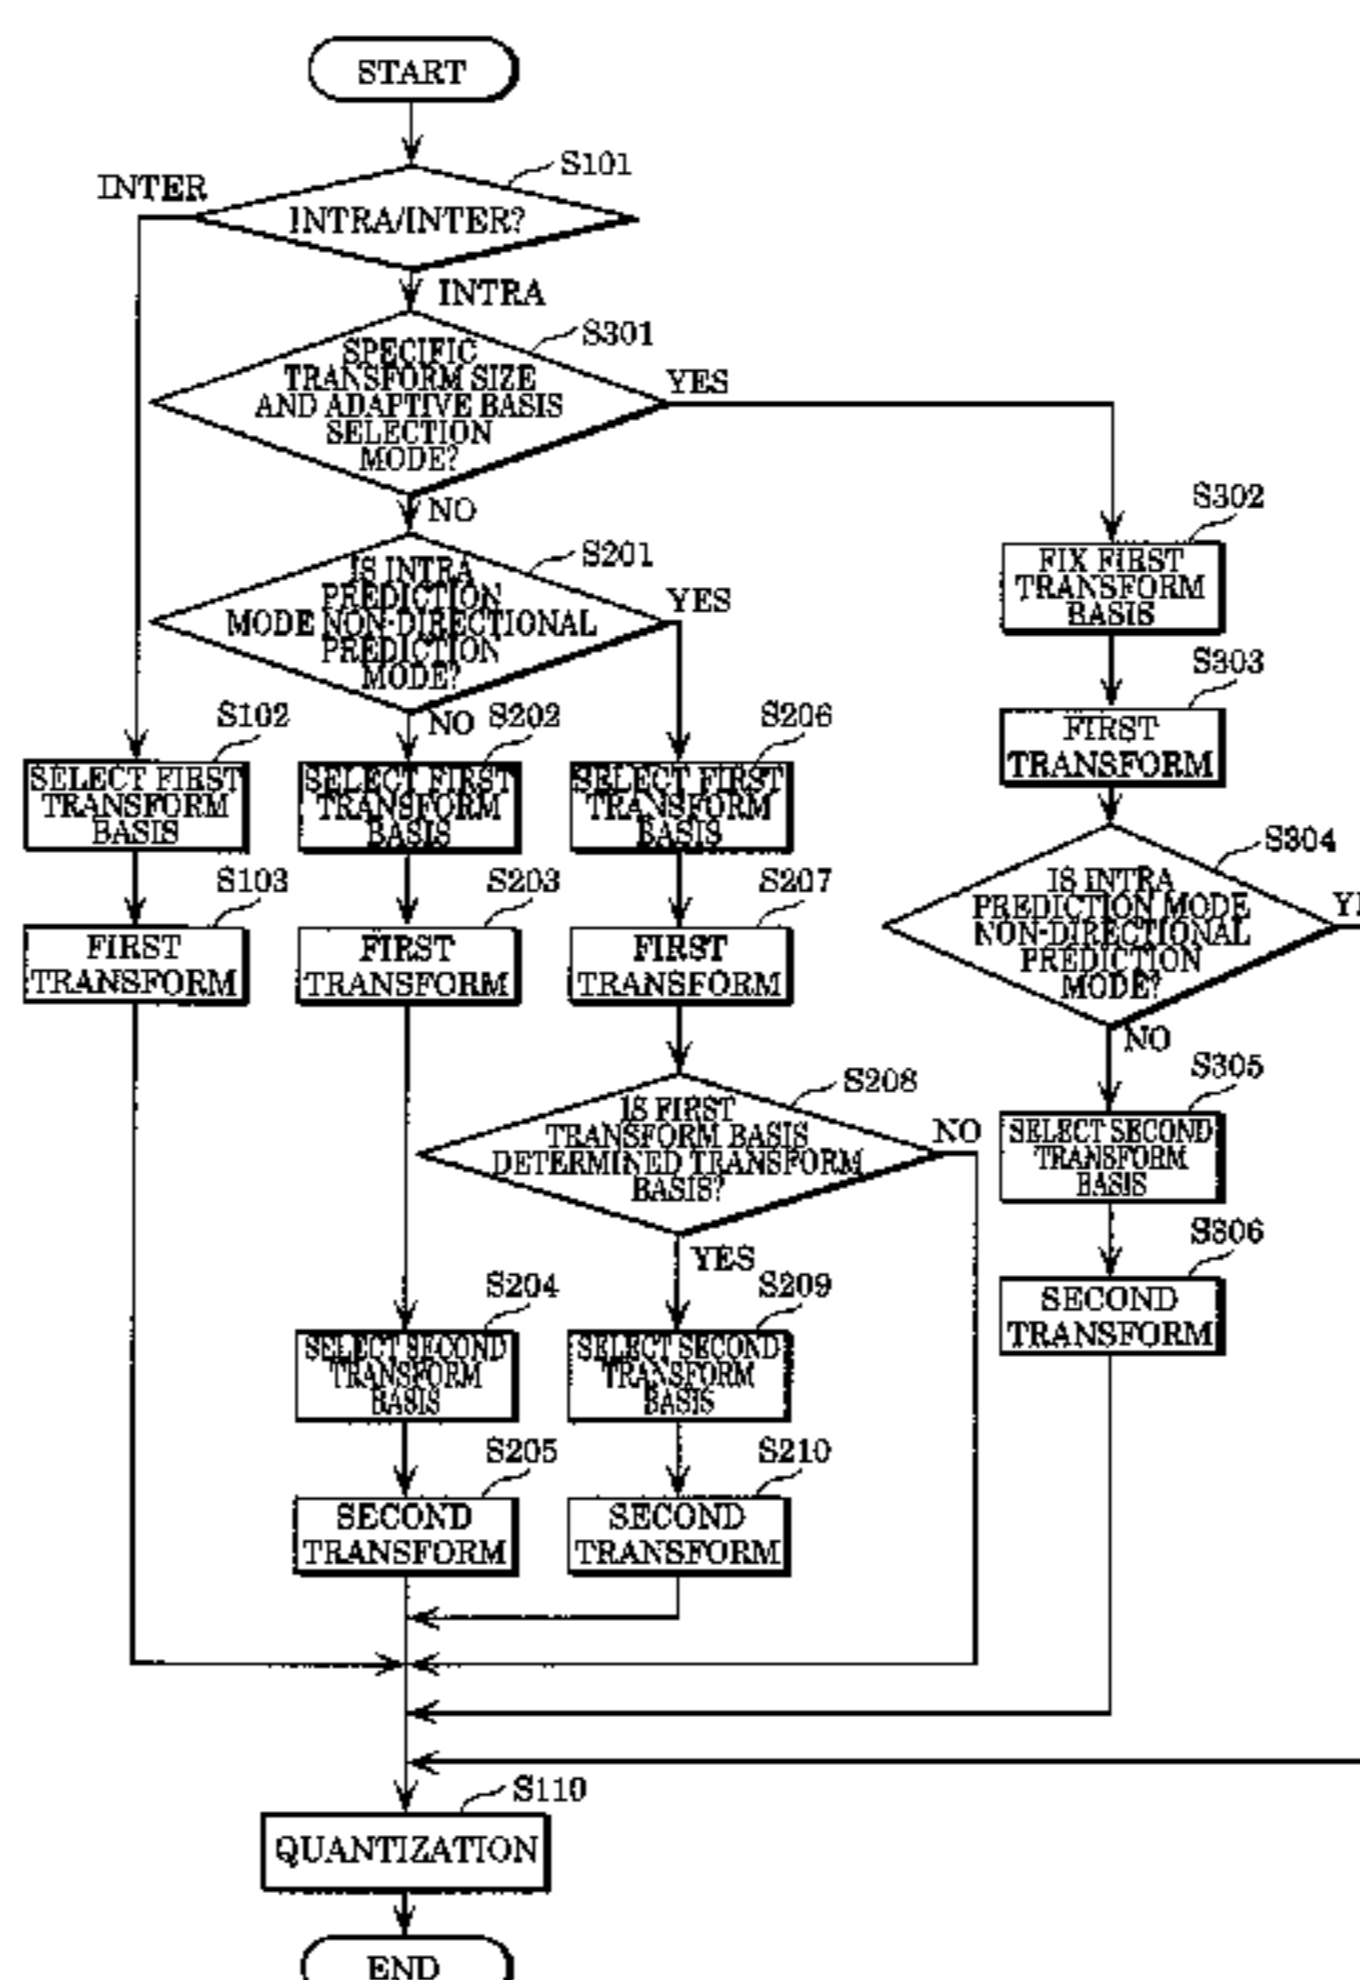 START
S101
INTER
INTRA/INTER?
INTRA
S301
SPECIFIC
TRANSFORM SIZE
AND ADAPTIVE BASIS
SELECTION
MODE?
YES
NO
S201
IS INTRA
PREDICTION
MODE NON-DIRECTIONAL
PREDICTION
MODE?
YES
NO
S302
FIX FIRST
TRANSFORM
BASIS
S303
FIRST
TRANSFORM
S102
SELECT FIRST
TRANSFORM
BASIS
S202
SELECT FIRST
TRANSFORM
BASIS
S206
SELECT FIRST
TRANSFORM
BASIS
S103
FIRST
TRANSFORM
S203
FIRST
TRANSFORM
S207
FIRST
TRANSFORM
S304
IS INTRA
PREDICTION MODE
NON-DIRECTIONAL
PREDICTION
MODE?
NO
S208
IS FIRST
TRANSFORM BASIS
DETERMINED TRANSFORM
BASIS?
NO
YES
S305
SELECT SECOND
TRANSFORM
BASIS
S306
SECOND
TRANSFORM
S204
SELECT SECOND
TRANSFORM
BASIS
S209
SELECT SECOND
TRANSFORM
BASIS
S205
SECOND
TRANSFORM
S210
SECOND
TRANSFORM
S110
QUANTIZATION
END